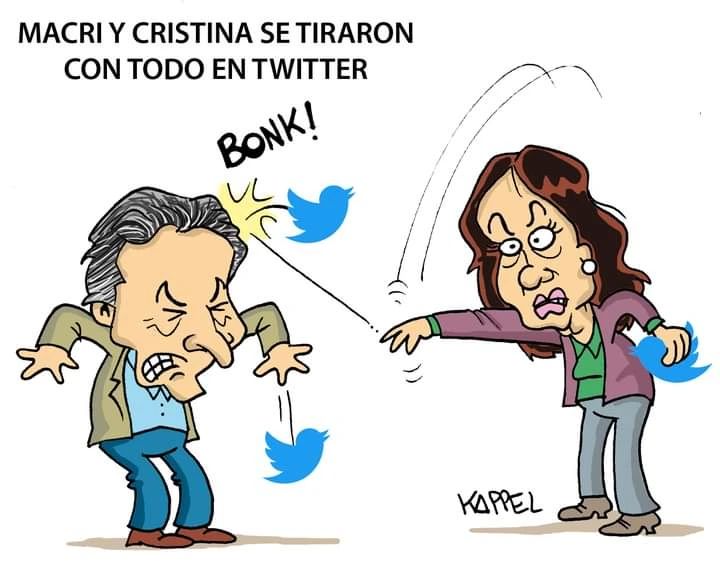 MACRI Y CRISTINA SE TIRARON
CON TODO EN TWITTER
BONK!
KAPPEL